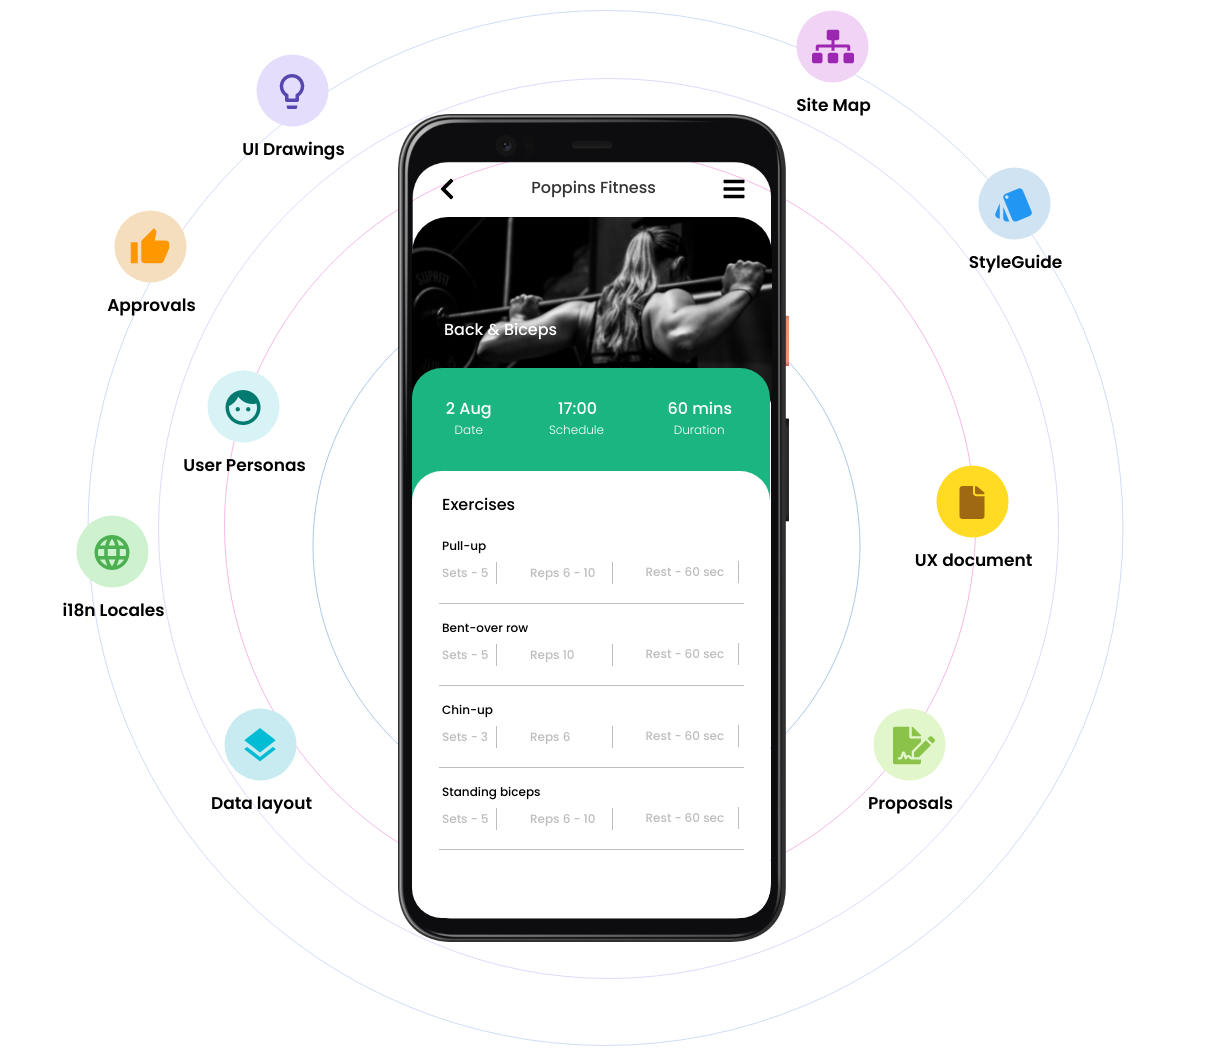 Site Map
UI Drawings
StyleGuide
Approvals
User Personas
i18n Locales
UX document
Data layout
Proposals
Poppins Fitness
Back & Biceps
2 Aug 17:00 60 mins
Date Schedule Duration
Exercises
Pull-up
Sets - 5 Reps 6 - 10 Rest - 60 sec
Bent-over row
Sets - 5 Reps 10 Rest - 60 sec
Chin-up
Sets - 3 Reps 6 Rest - 60 sec
Standing biceps
Sets - 5 Reps 6 - 10 Rest - 60 sec